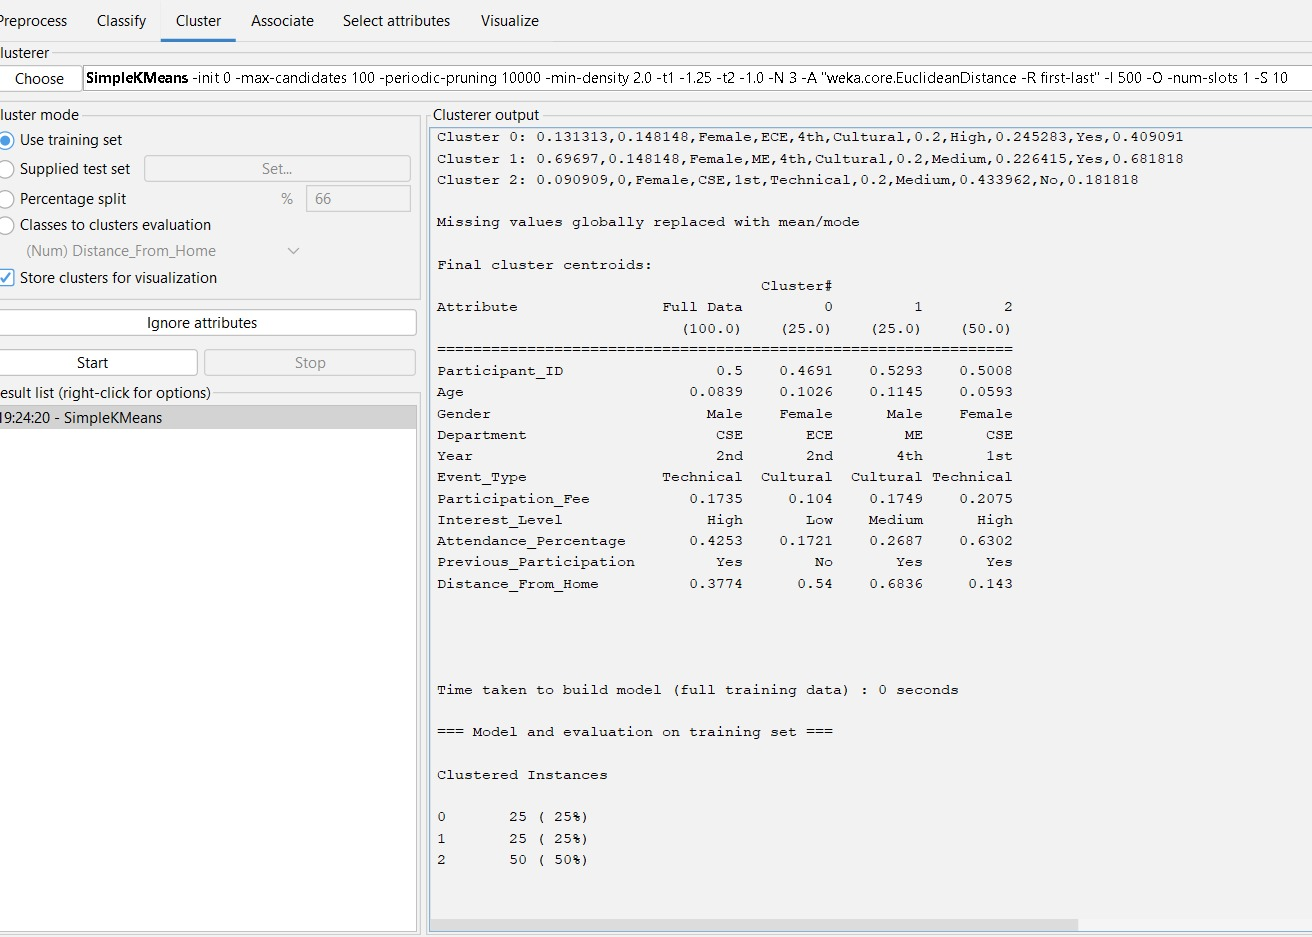 Preprocess Classify Cluster Associate Select attributes Visualize
lusterer
Choose SimpleKMeans -init 0 -max-candidates 100 -periodic-pruning 10000 -min-density 2.0 -t1 -1.25 -t2 -1.0 -N 3 -A "weka.core.EuclideanDistance -R first-last" -I 500 -O -num-slots 1 -S 10
luster mode
Use training set
Supplied test set Set...
Percentage split % 66
Classes to clusters evaluation
(Num) Distance_From_Home
Store clusters for visualization
Ignore attributes
Start Stop
esult list (right-click for options)
19:24:20 - SimpleKMeans
Clusterer output
Cluster 0: 0.131313,0.148148,Female,ECE,4th,Cultural,0.2,High,0.245283,Yes,0.409091
Cluster 1: 0.69697,0.148148,Female,ME,4th,Cultural,0.2,Medium,0.226415,Yes,0.681818
Cluster 2: 0.090909,0,Female,CSE,1st,Technical,0.2,Medium,0.433962,No,0.181818
Missing values globally replaced with mean/mode
Final cluster centroids:
Cluster#
Attribute Full Data 0 1 2
(100.0) (25.0) (25.0) (50.0)
================================================================
Participant_ID 0.5 0.4691 0.5293 0.5008
Age 0.0839 0.1026 0.1145 0.0593
Gender Male Female Male Female
Department CSE ECE ME CSE
Year 2nd 2nd 4th 1st
Event_Type Technical Cultural Cultural Technical
Participation_Fee 0.1735 0.104 0.1749 0.2075
Interest_Level High Low Medium High
Attendance_Percentage 0.4253 0.1721 0.2687 0.6302
Previous_Participation Yes No Yes Yes
Distance_From_Home 0.3774 0.54 0.6836 0.143
Time taken to build model (full training data) : 0 seconds
=== Model and evaluation on training set ===
Clustered Instances
0 25 ( 25%)
1 25 ( 25%)
2 50 ( 50%)